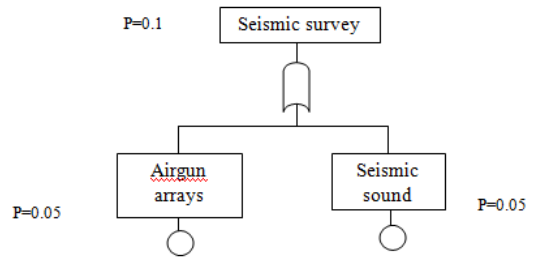 P=0.1
Seismic survey
Airgun
arrays
Seismic
sound
P=0.05
P=0.05